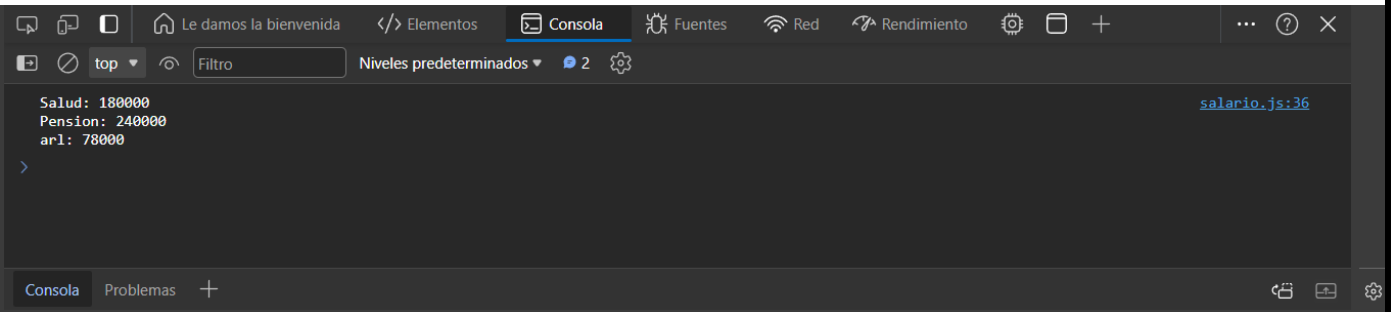 Le damos la bienvenida </> Elementos Consola Fuentes Red Rendimiento
top Filtro Niveles predeterminados 2
Salud: 180000 salario.js:36
Pension: 240000
arl: 78000
>
Consola Problemas